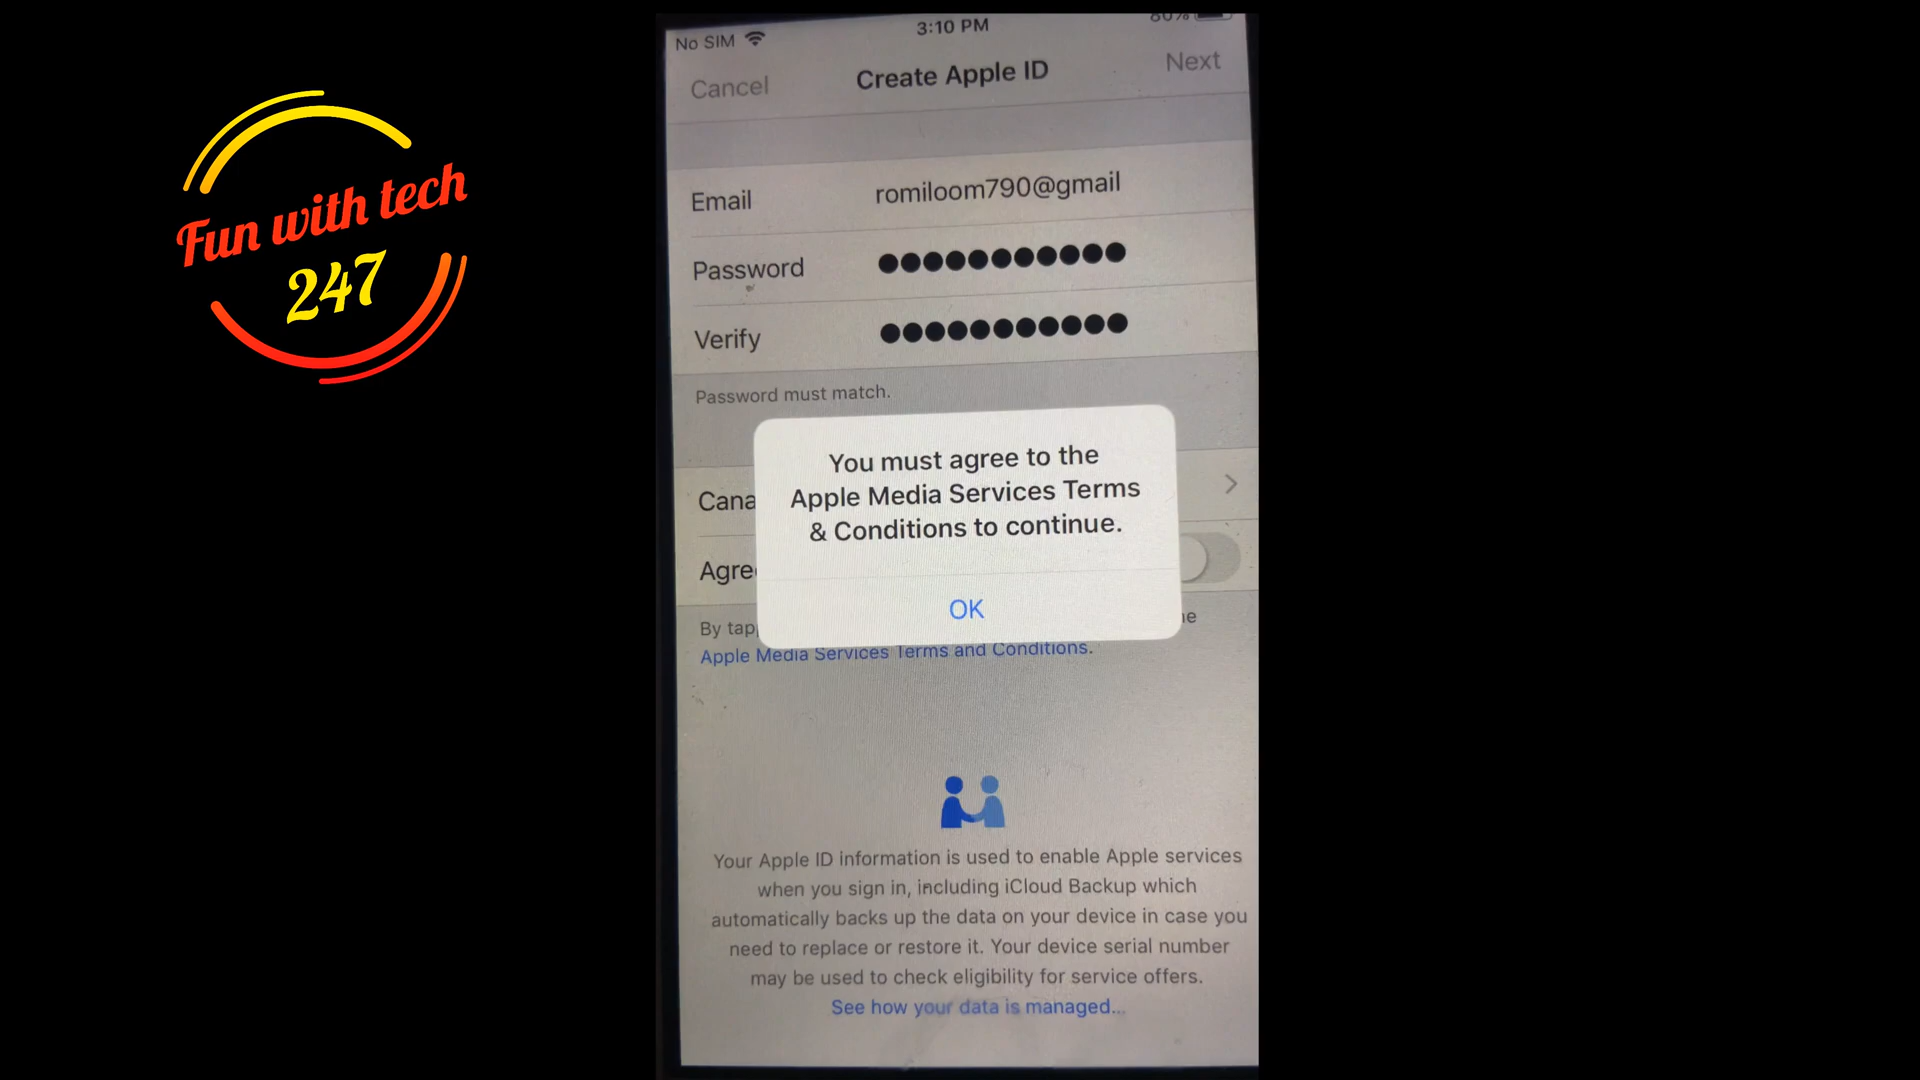 Fun with tech
247
No SIM
3:10 PM
80%
Cancel
Create Apple ID
Next
Email
romiloom790@gmail
Password
●●●●●●●●●●●
Verify
●●●●●●●●●●●
Password must match.
You must agree to the
Apple Media Services Terms
& Conditions to continue.
OK
Cana
Agre
By tap
Apple Media Services Terms and Conditions.
Your Apple ID information is used to enable Apple services
when you sign in, including iCloud Backup which
automatically backs up the data on your device in case you
need to replace or restore it. Your device serial number
may be used to check eligibility for service offers.
See how your data is managed...